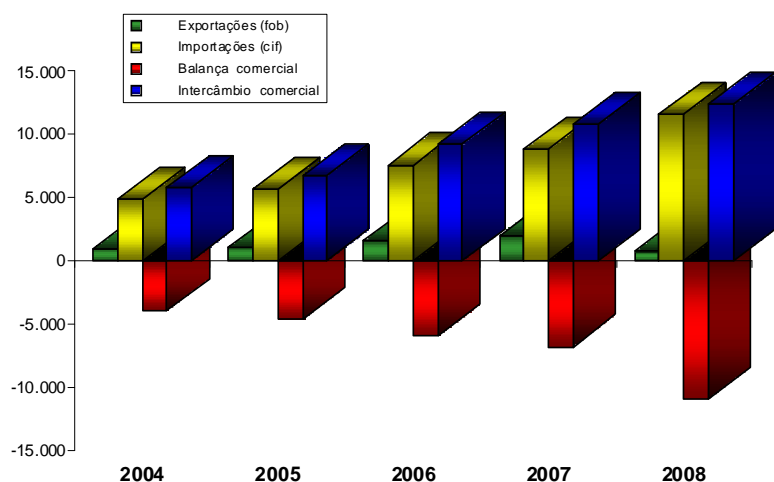 Exportações (fob)
Importações (cif)
Balança comercial
Intercâmbio comercial
15.000
10.000
5.000
0
-5.000
-10.000
-15.000
2004 2005 2006 2007 2008